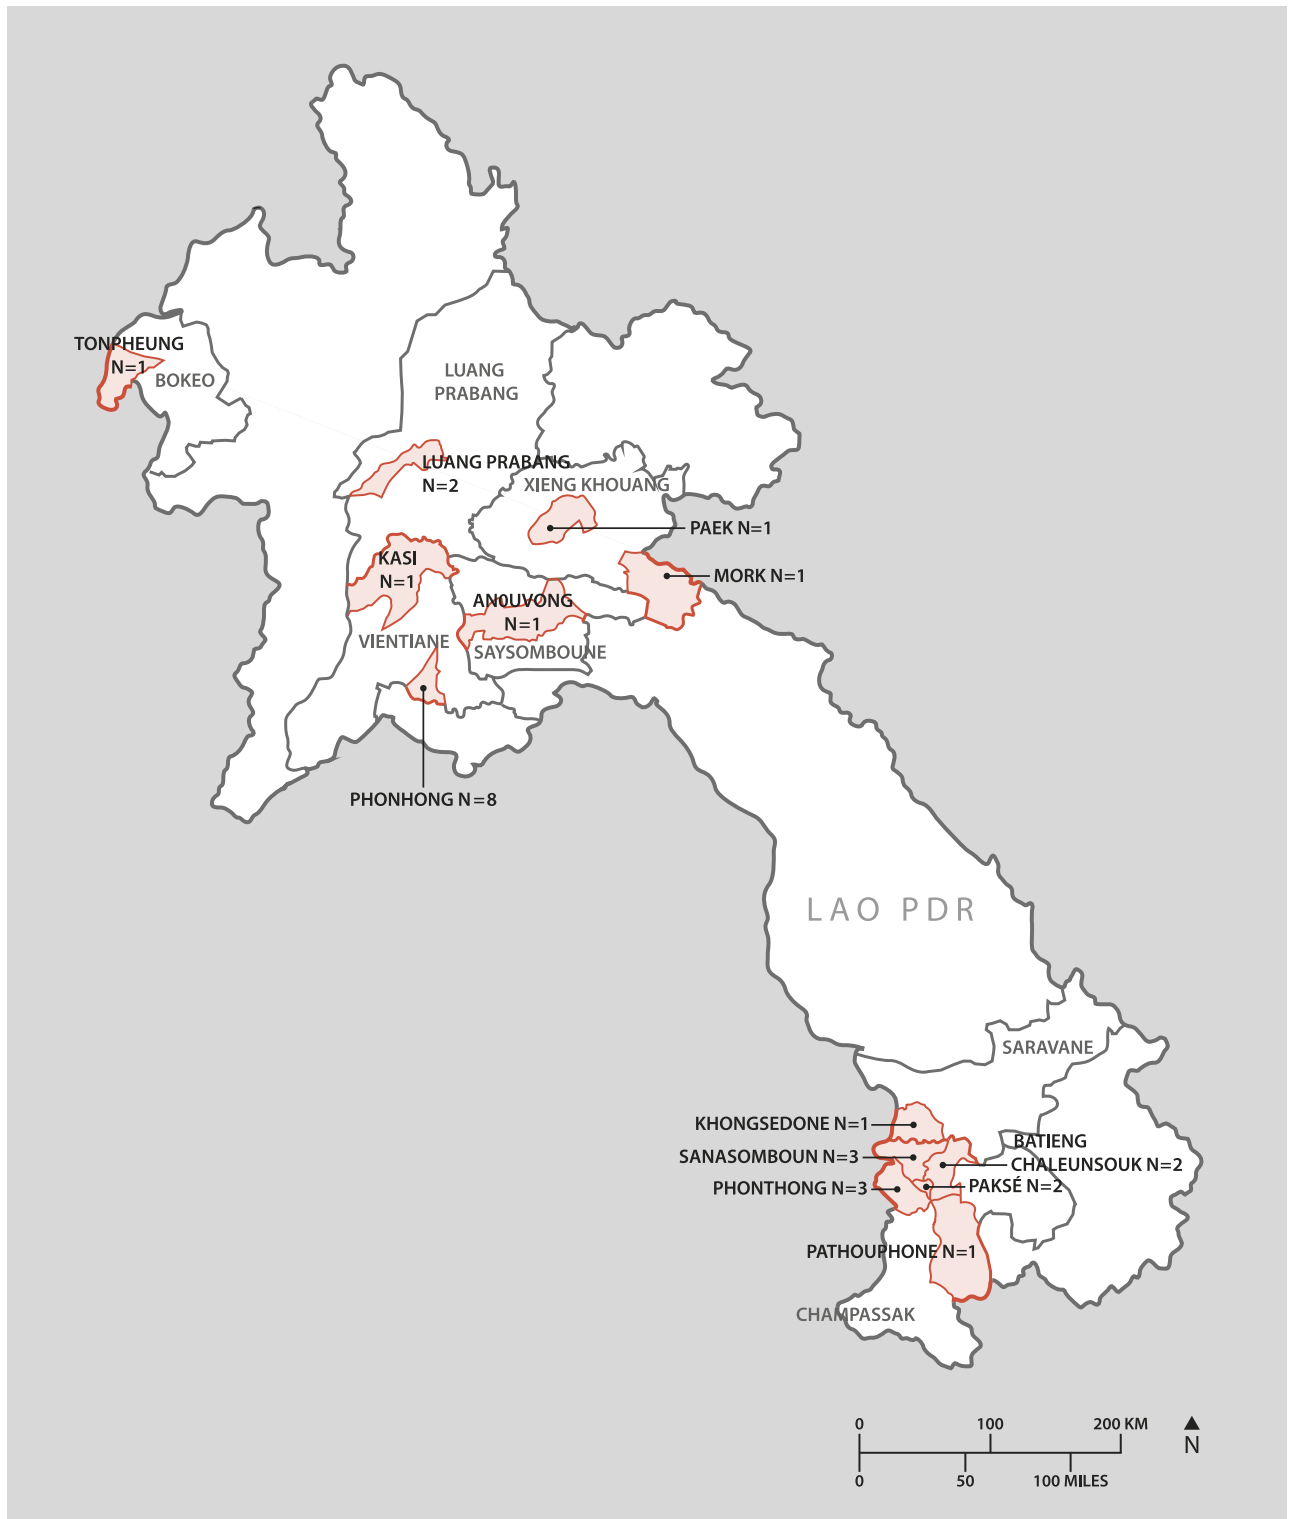 TONPHEUNG
N=1
BOKEO
LUANG
PRABANG
LUANG PRABANG
N=2
XIENG KHOUANG
PAEK N=1
KASI
N=1
MORK N=1
ANOUVONG
N=1
VIENTIANE
SAYSOMBOUNE
PHONHONG N=8
LAO PDR
SARAVANE
KHONGSEDONE N=1
BATIENG
CHALEUNSOUK N=2
SANASOMBOUN N=3
PHONTHONG N=3
PAKSÉ N=2
PATHOUPHONE N=1
CHAMPASSAK
0 100 200 KM
N
0 50 100 MILES